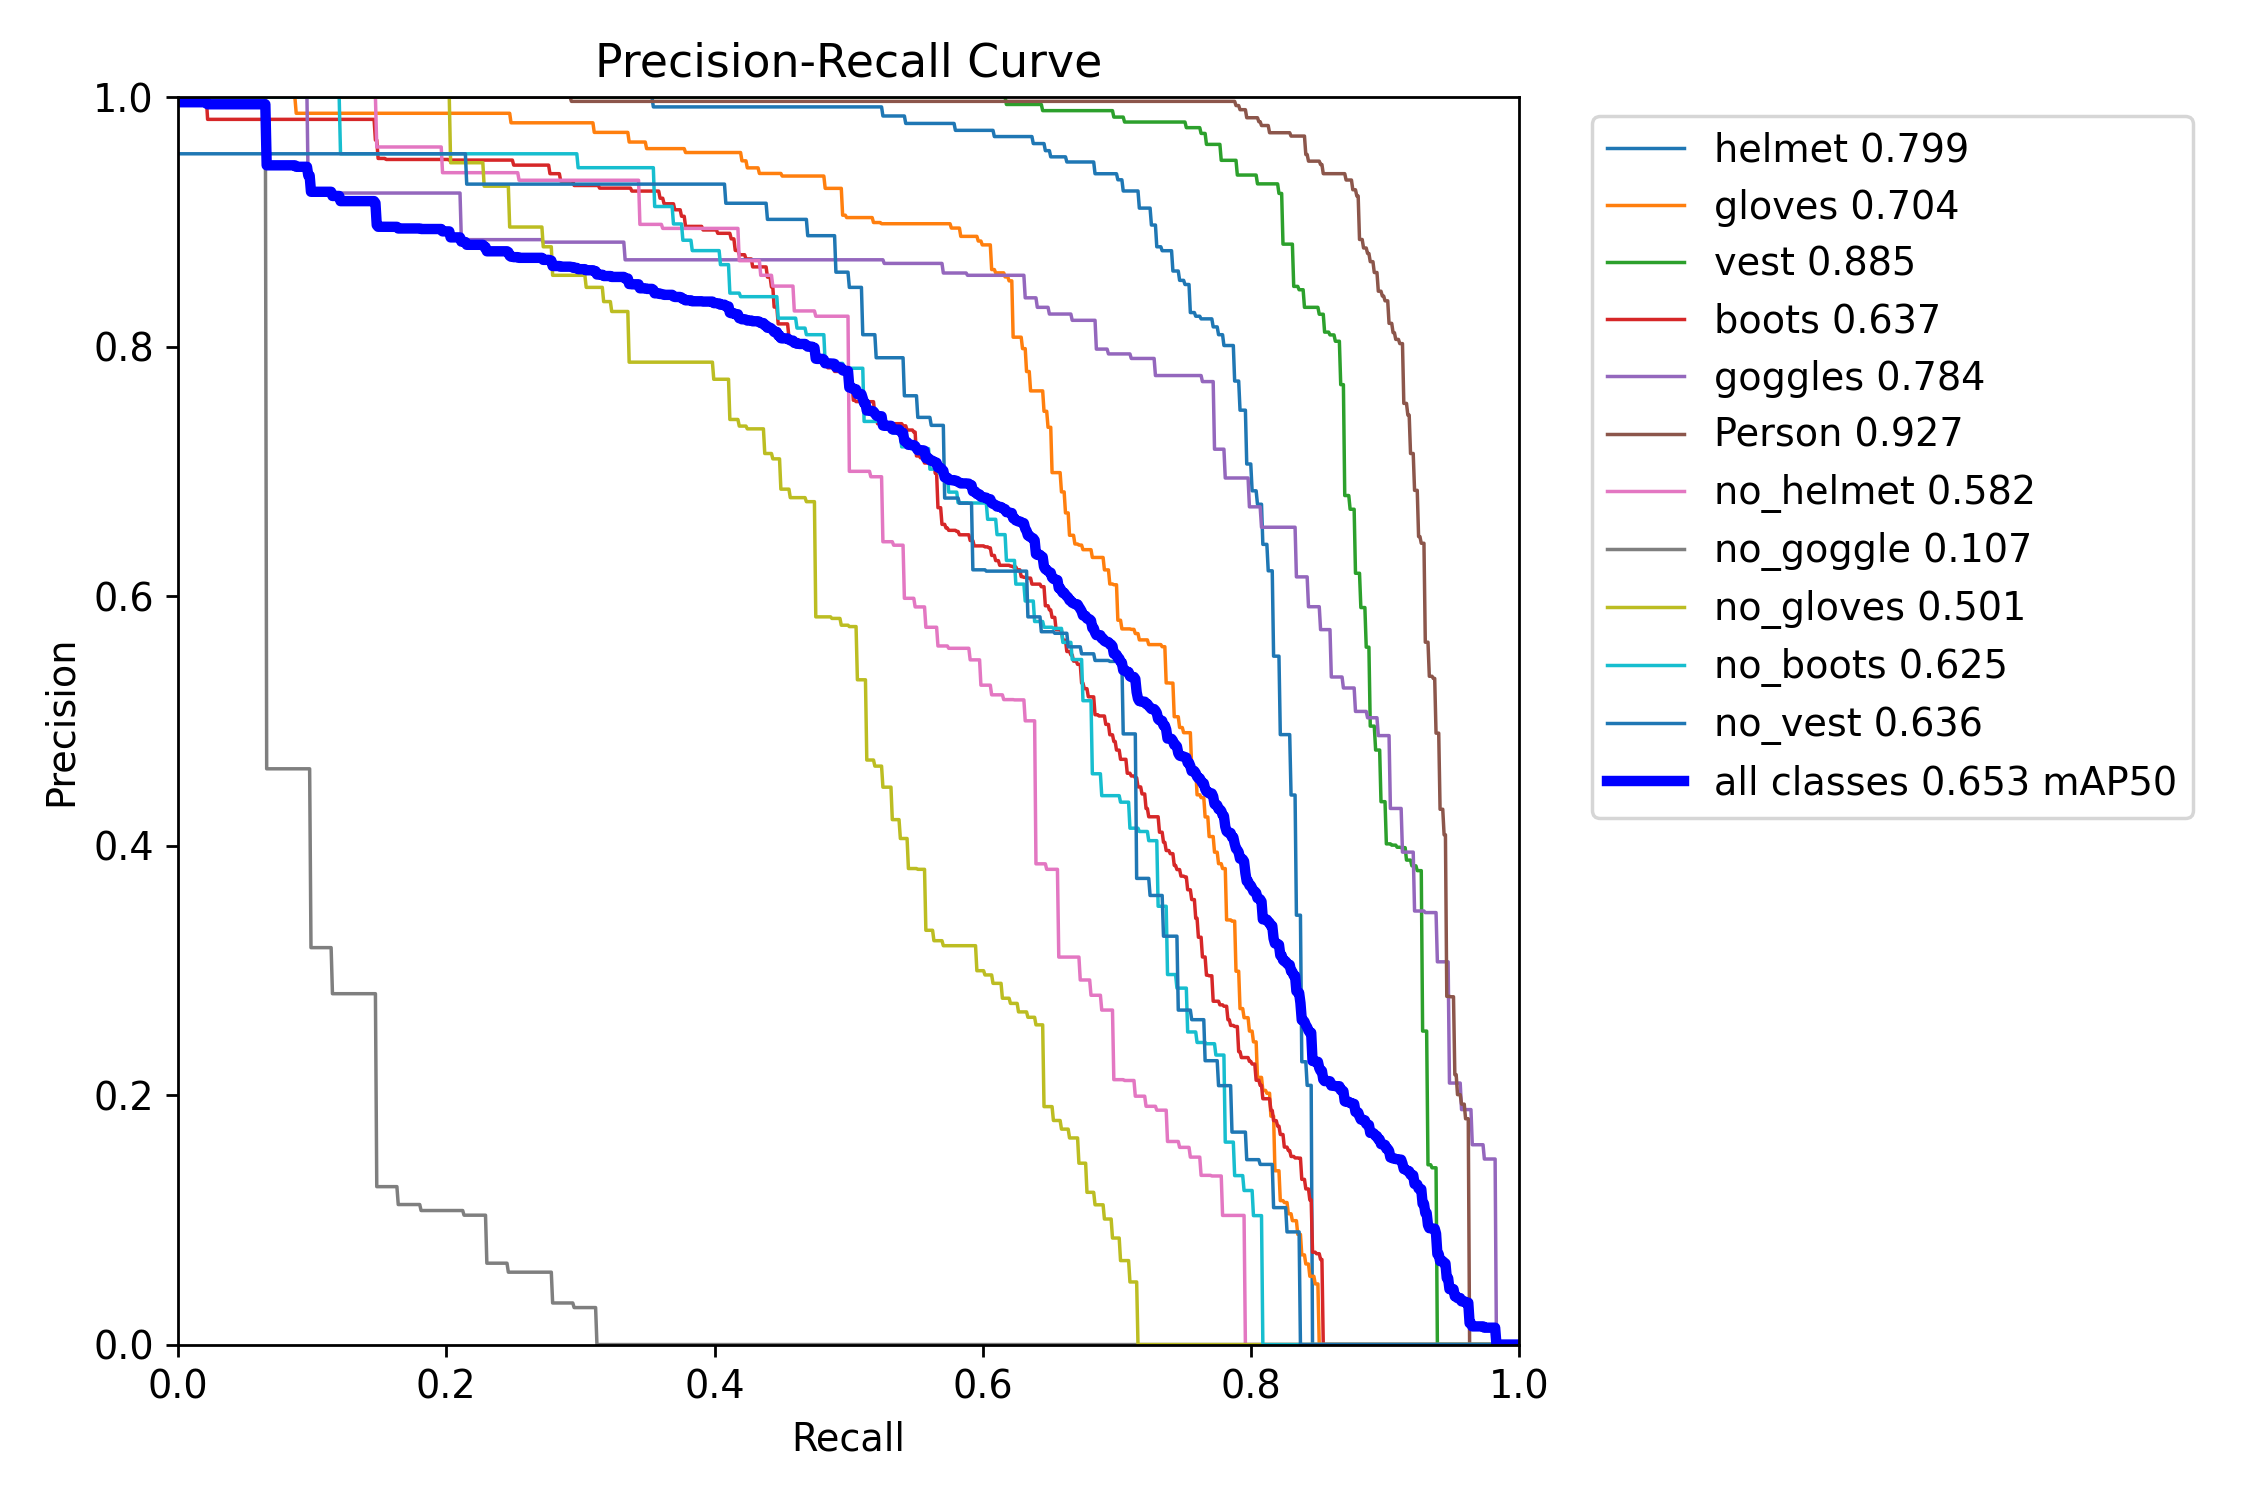 Precision-Recall Curve
1.0
0.8
0.6
0.4
0.2
0.0
Precision
0.0 0.2 0.4 0.6 0.8 1.0
Recall
helmet 0.799
gloves 0.704
vest 0.885
boots 0.637
goggles 0.784
Person 0.927
no_helmet 0.582
no_goggle 0.107
no_gloves 0.501
no_boots 0.625
no_vest 0.636
all classes 0.653 mAP50